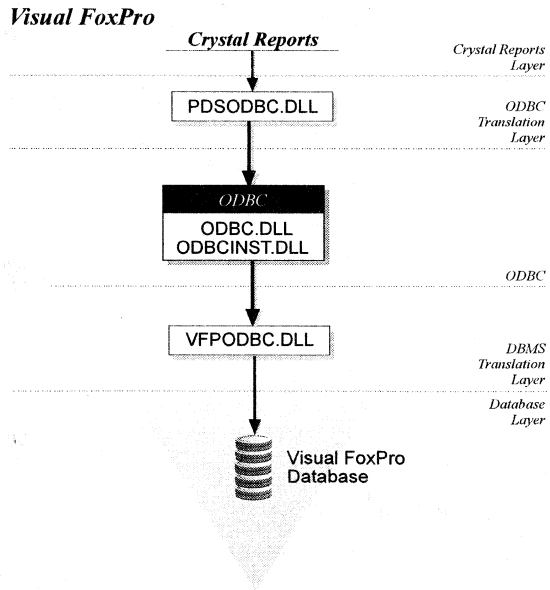 Visual FoxPro
Crystal Reports
Crystal Reports
Layer
PDSODBC.DLL
ODBC
Translation
Layer
ODBC
ODBC.DLL
ODBCINST.DLL
ODBC
VFPODBC.DLL
DBMS
Translation
Layer
Database
Layer
Visual FoxPro
Database